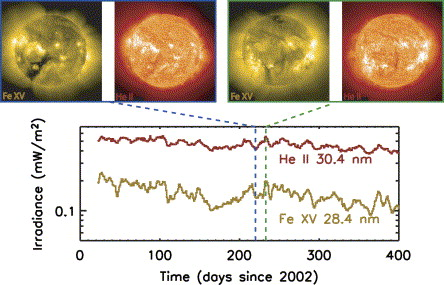 Fe XV
He II
Fe XV
He II
Irradiance (mW/m²)
0.1
He II 30.4 nm
Fe XV 28.4 nm
0
100
200
300
400
Time (days since 2002)